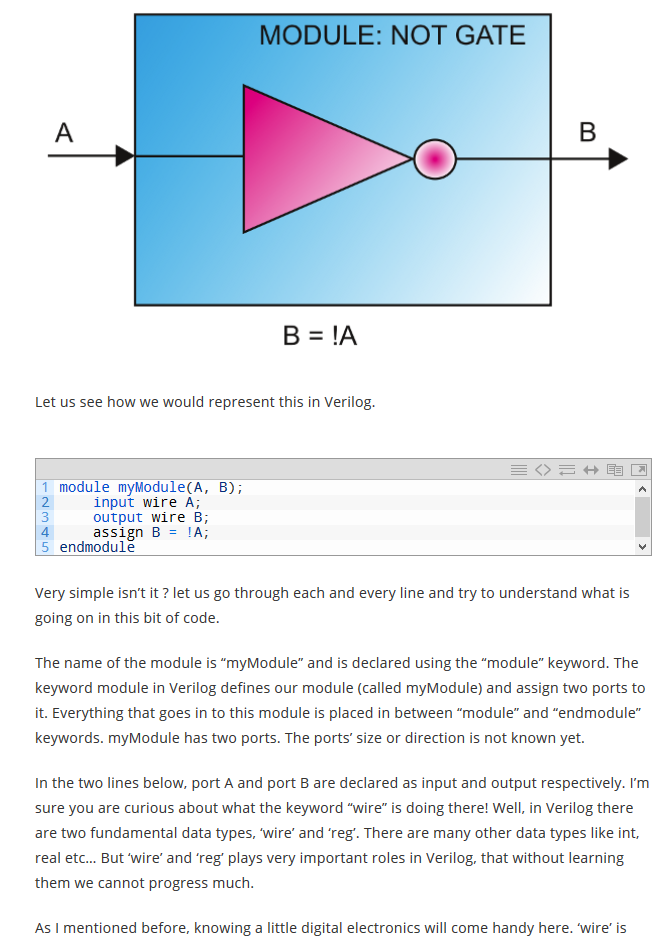 MODULE: NOT GATE
A
B
B = !A
Let us see how we would represent this in Verilog.
1 module myModule(A, B);
2     input wire A;
3     output wire B;
4     assign B = !A;
5 endmodule
Very simple isn’t it ? let us go through each and every line and try to understand what is
going on in this bit of code.
The name of the module is “myModule” and is declared using the “module” keyword. The
keyword module in Verilog defines our module (called myModule) and assign two ports to
it. Everything that goes in to this module is placed in between “module” and “endmodule”
keywords. myModule has two ports. The ports’ size or direction is not known yet.
In the two lines below, port A and port B are declared as input and output respectively. I’m
sure you are curious about what the keyword “wire” is doing there! Well, in Verilog there
are two fundamental data types, ‘wire’ and ‘reg’. There are many other data types like int,
real etc… But ‘wire’ and ‘reg’ plays very important roles in Verilog, that without learning
them we cannot progress much.
As I mentioned before, knowing a little digital electronics will come handy here. ‘wire’ is